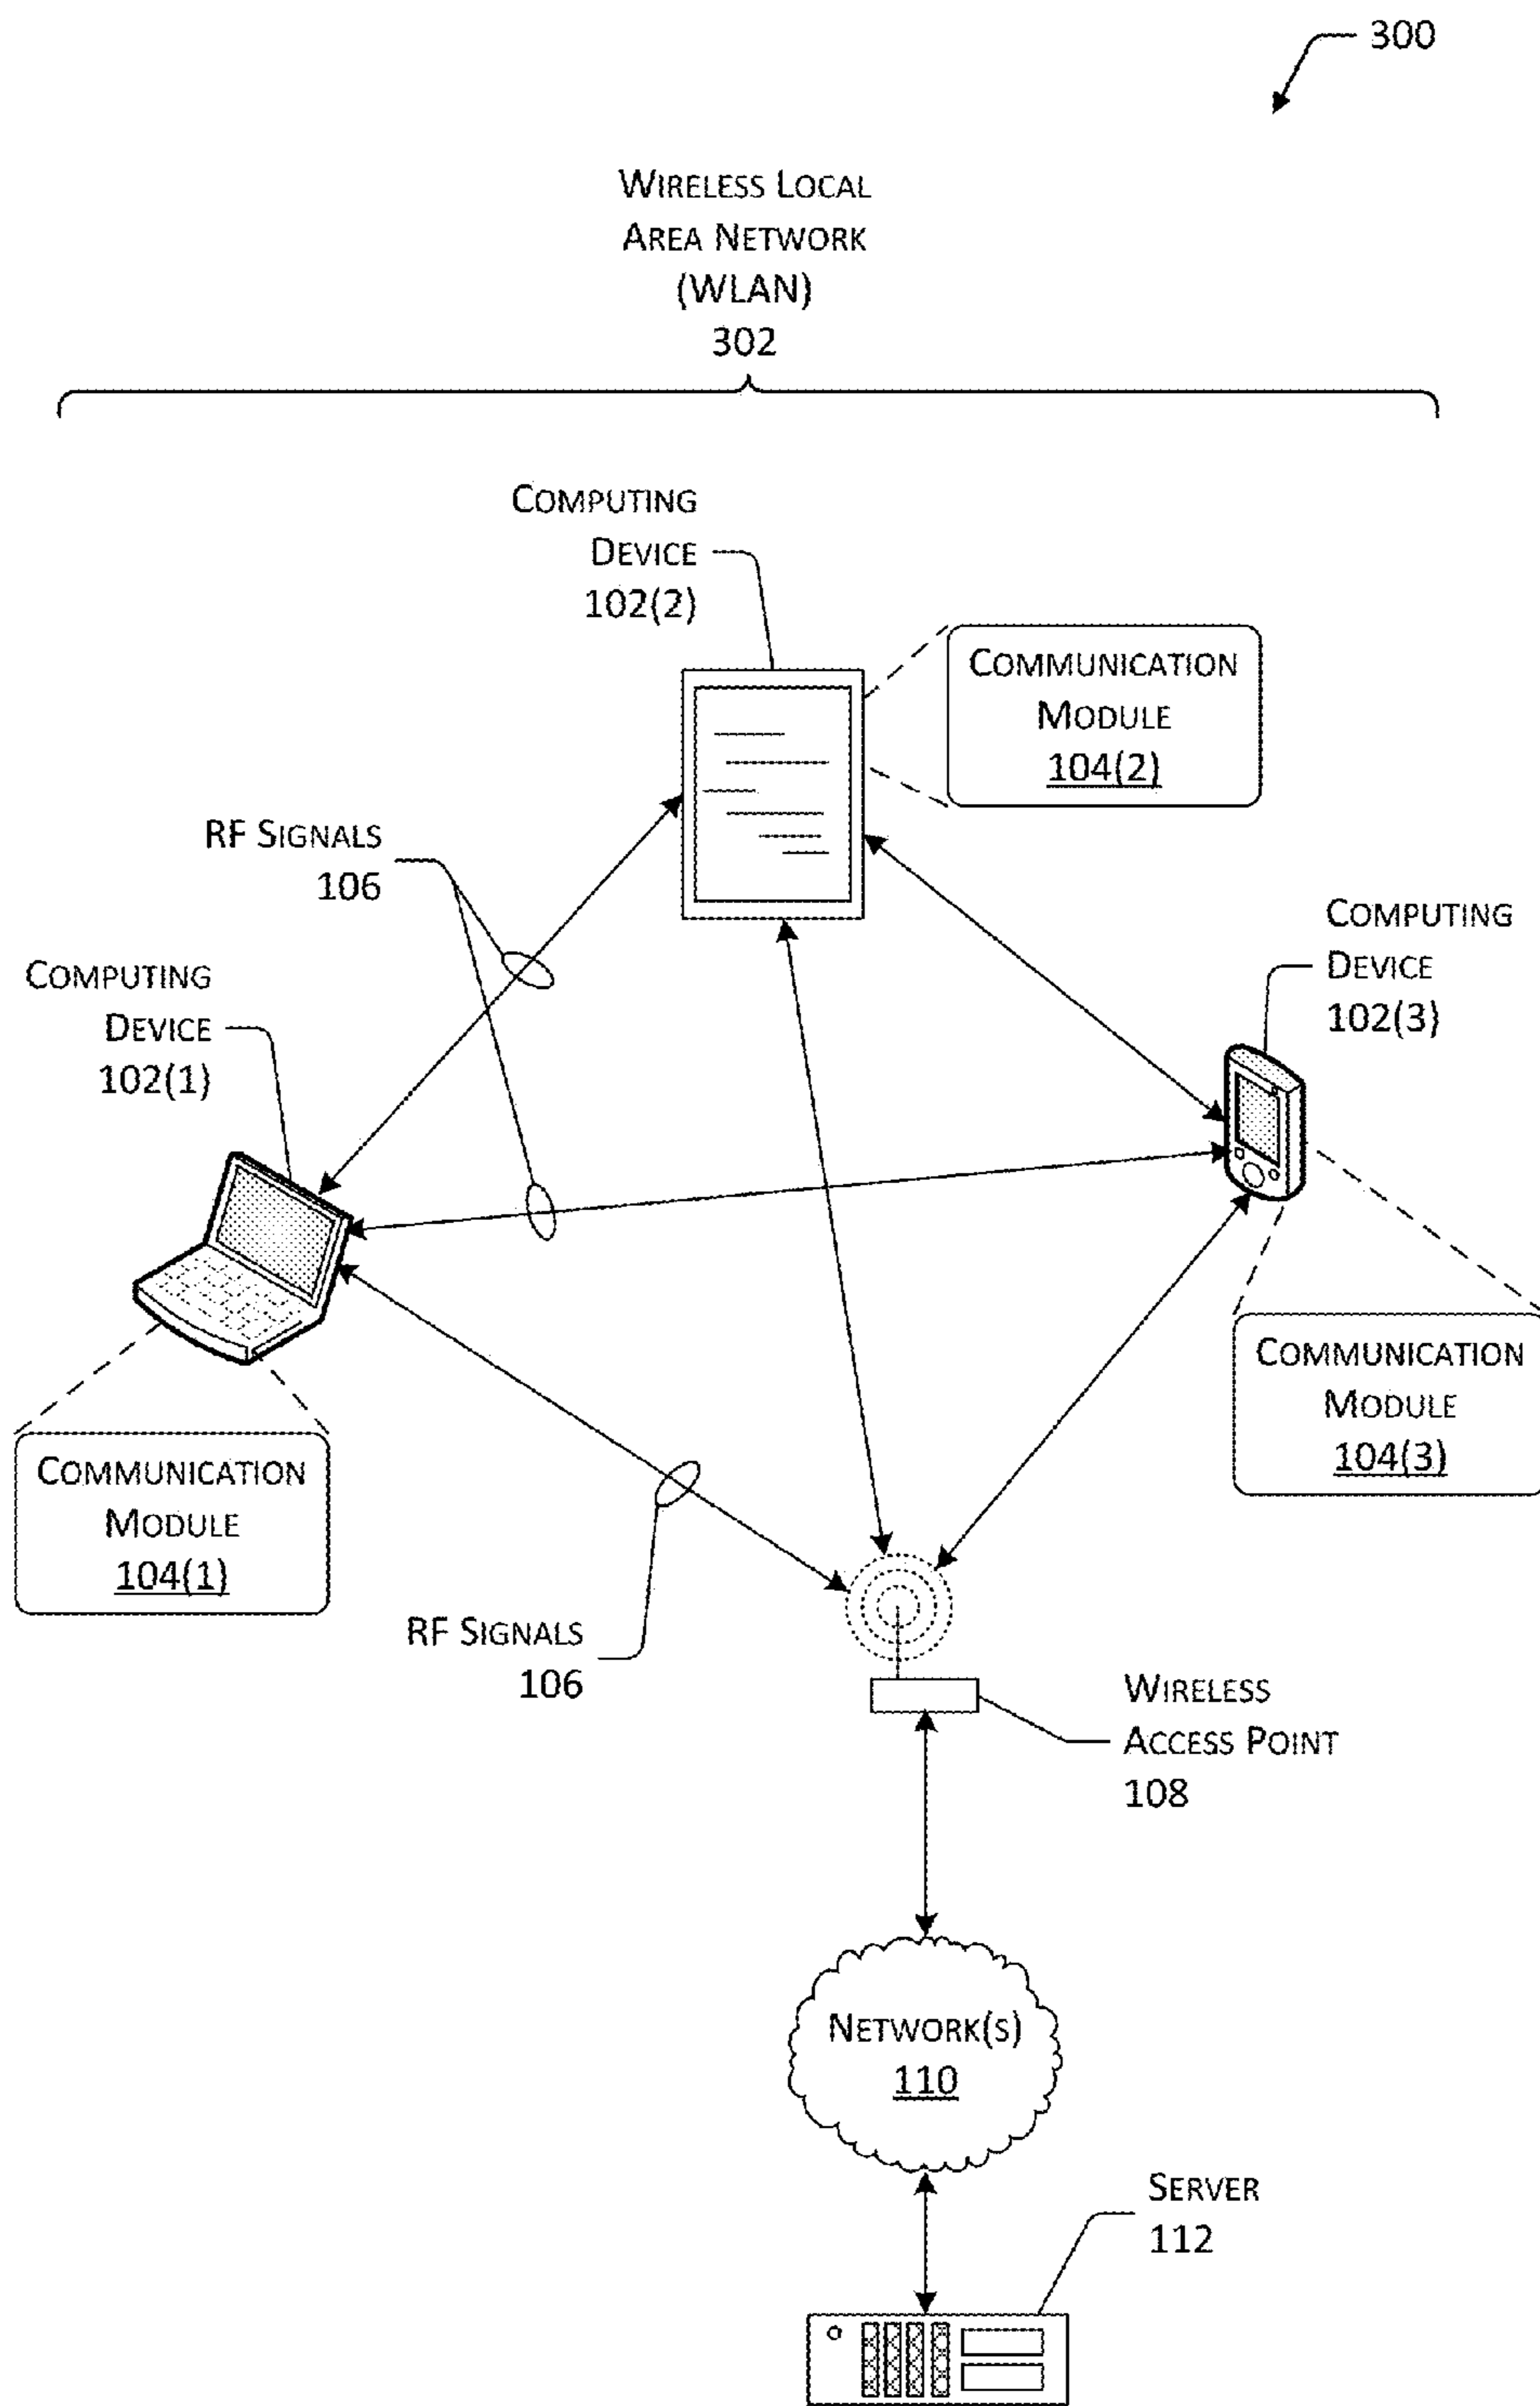 300
WIRELESS LOCAL
AREA NETWORK
(WLAN)
302
COMPUTING
DEVICE
102(2)
COMMUNICATION
MODULE
104(2)
RF SIGNALS
106
COMPUTING
DEVICE
102(3)
COMPUTING
DEVICE
102(1)
COMMUNICATION
MODULE
104(3)
COMMUNICATION
MODULE
104(1)
RF SIGNALS
106
WIRELESS
ACCESS POINT
108
NETWORK(S)
110
SERVER
112